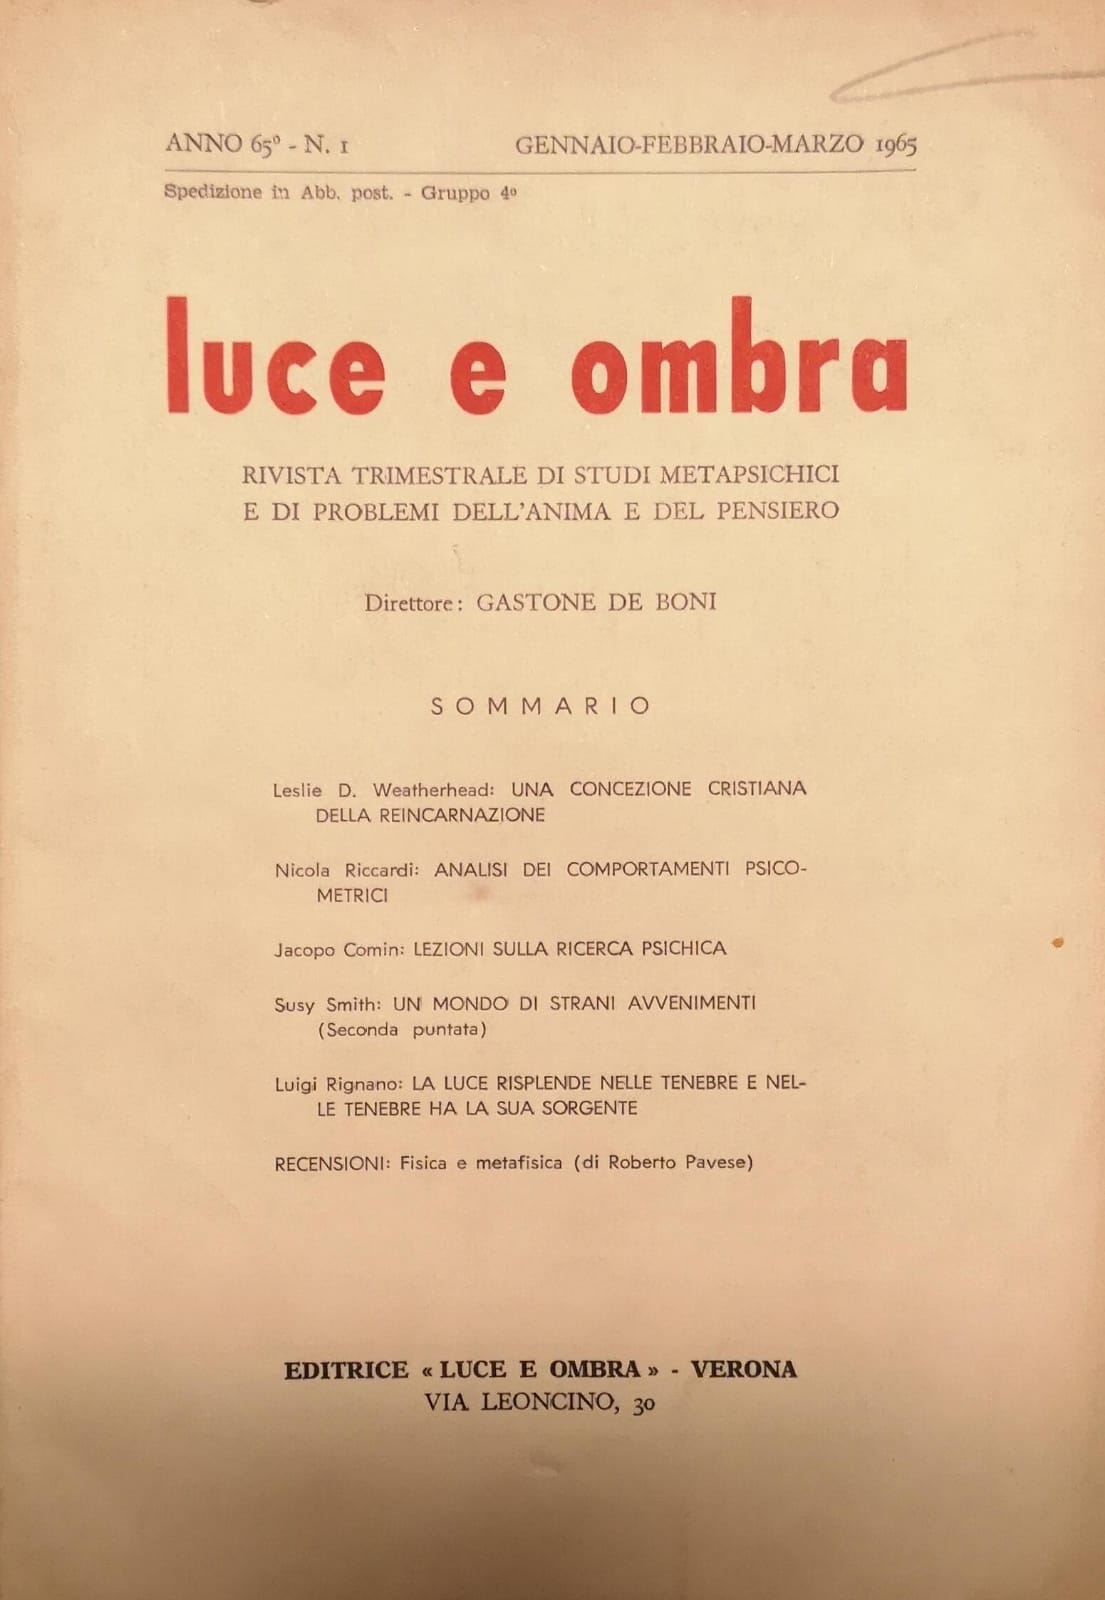 ANNO 65º - N. 1
GENNAIO-FEBBRAIO-MARZO 1965
Spedizione in Abb. post. - Gruppo 4º
luce e ombra
RIVISTA TRIMESTRALE DI STUDI METAPSICHICI
E DI PROBLEMI DELL'ANIMA E DEL PENSIERO
Direttore: GASTONE DE BONI
SOMMARIO
Leslie D. Weatherhead: UNA CONCEZIONE CRISTIANA
DELLA REINCARNAZIONE
Nicola Riccardi: ANALISI DEI COMPORTAMENTI PSICO-
METRICI
Jacopo Comin: LEZIONI SULLA RICERCA PSICHICA
Susy Smith: UN MONDO DI STRANI AVVENIMENTI
(Seconda puntata)
Luigi Rignano: LA LUCE RISPLENDE NELLE TENEBRE E NEL-
LE TENEBRE HA LA SUA SORGENTE
RECENSIONI: Fisica e metafisica (di Roberto Pavese)
EDITRICE « LUCE E OMBRA » - VERONA
VIA LEONCINO, 30